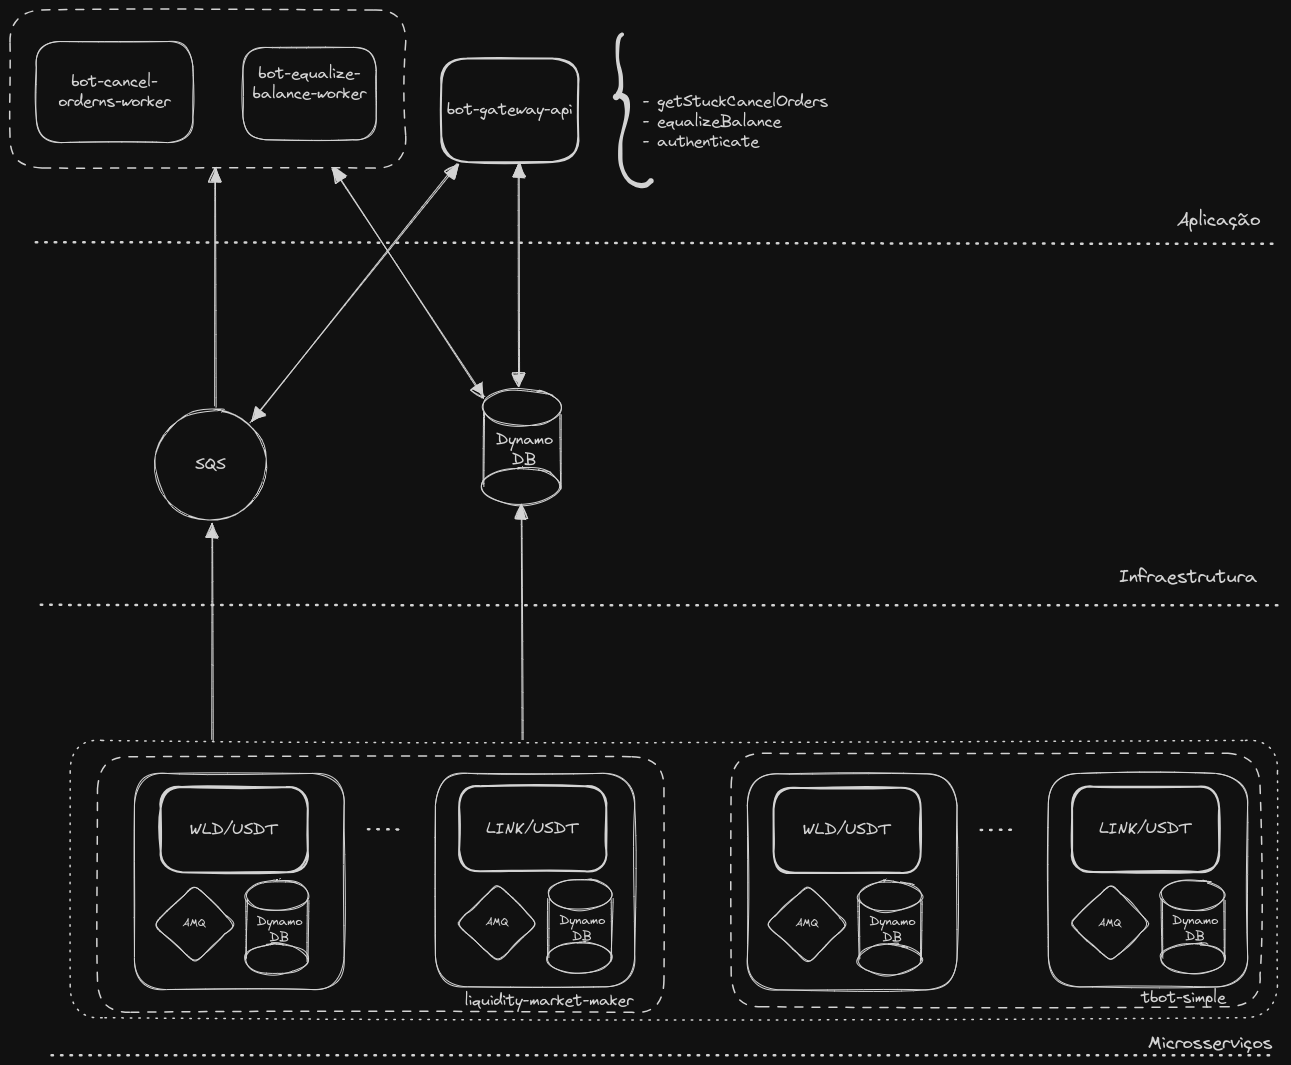 bot-cancel-
orderns-worker
bot-equalize-
balance-worker
bot-gateway-api
- getStuckCancelOrders
- equalizeBalance
- authenticate
Aplicação
SQS
Dynamo
DB
Infraestrutura
WLD/USDT
AMQ
Dynamo
DB
....
LINK/USDT
AMQ
Dynamo
DB
liquidity-market-maker
WLD/USDT
AMQ
Dynamo
DB
....
LINK/USDT
AMQ
Dynamo
DB
tbot-simple
Microsserviços